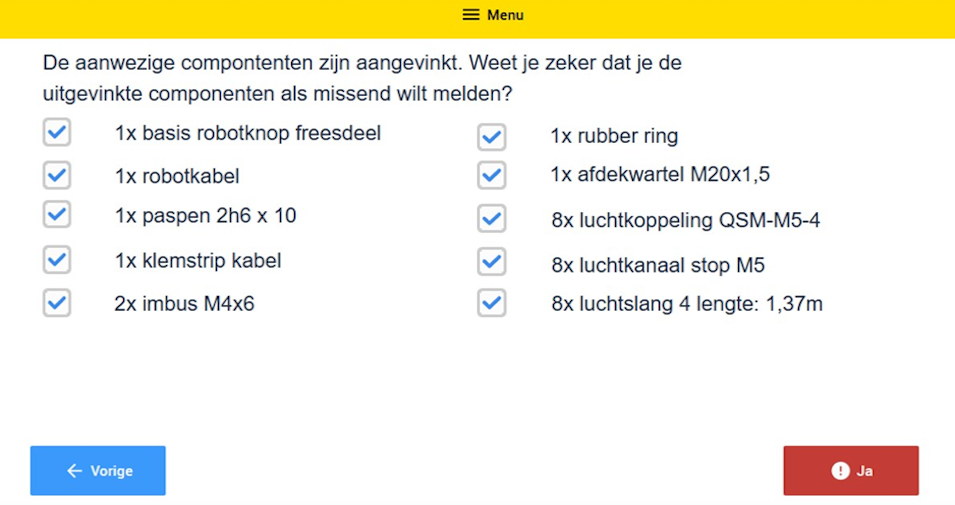 Menu
De aanwezige compontenten zijn aangevinkt. Weet je zeker dat je de
uitgevinkte componenten als missend wilt melden?
1x basis robotknop freesdeel
1x robotkabel
1x paspen 2h6 x 10
1x klemstrip kabel
2x imbus M4x6
1x rubber ring
1x afdekwartel M20x1,5
8x luchtkoppeling QSM-M5-4
8x luchtkanaal stop M5
8x luchtslang 4 lengte: 1,37m
Vorige
Ja